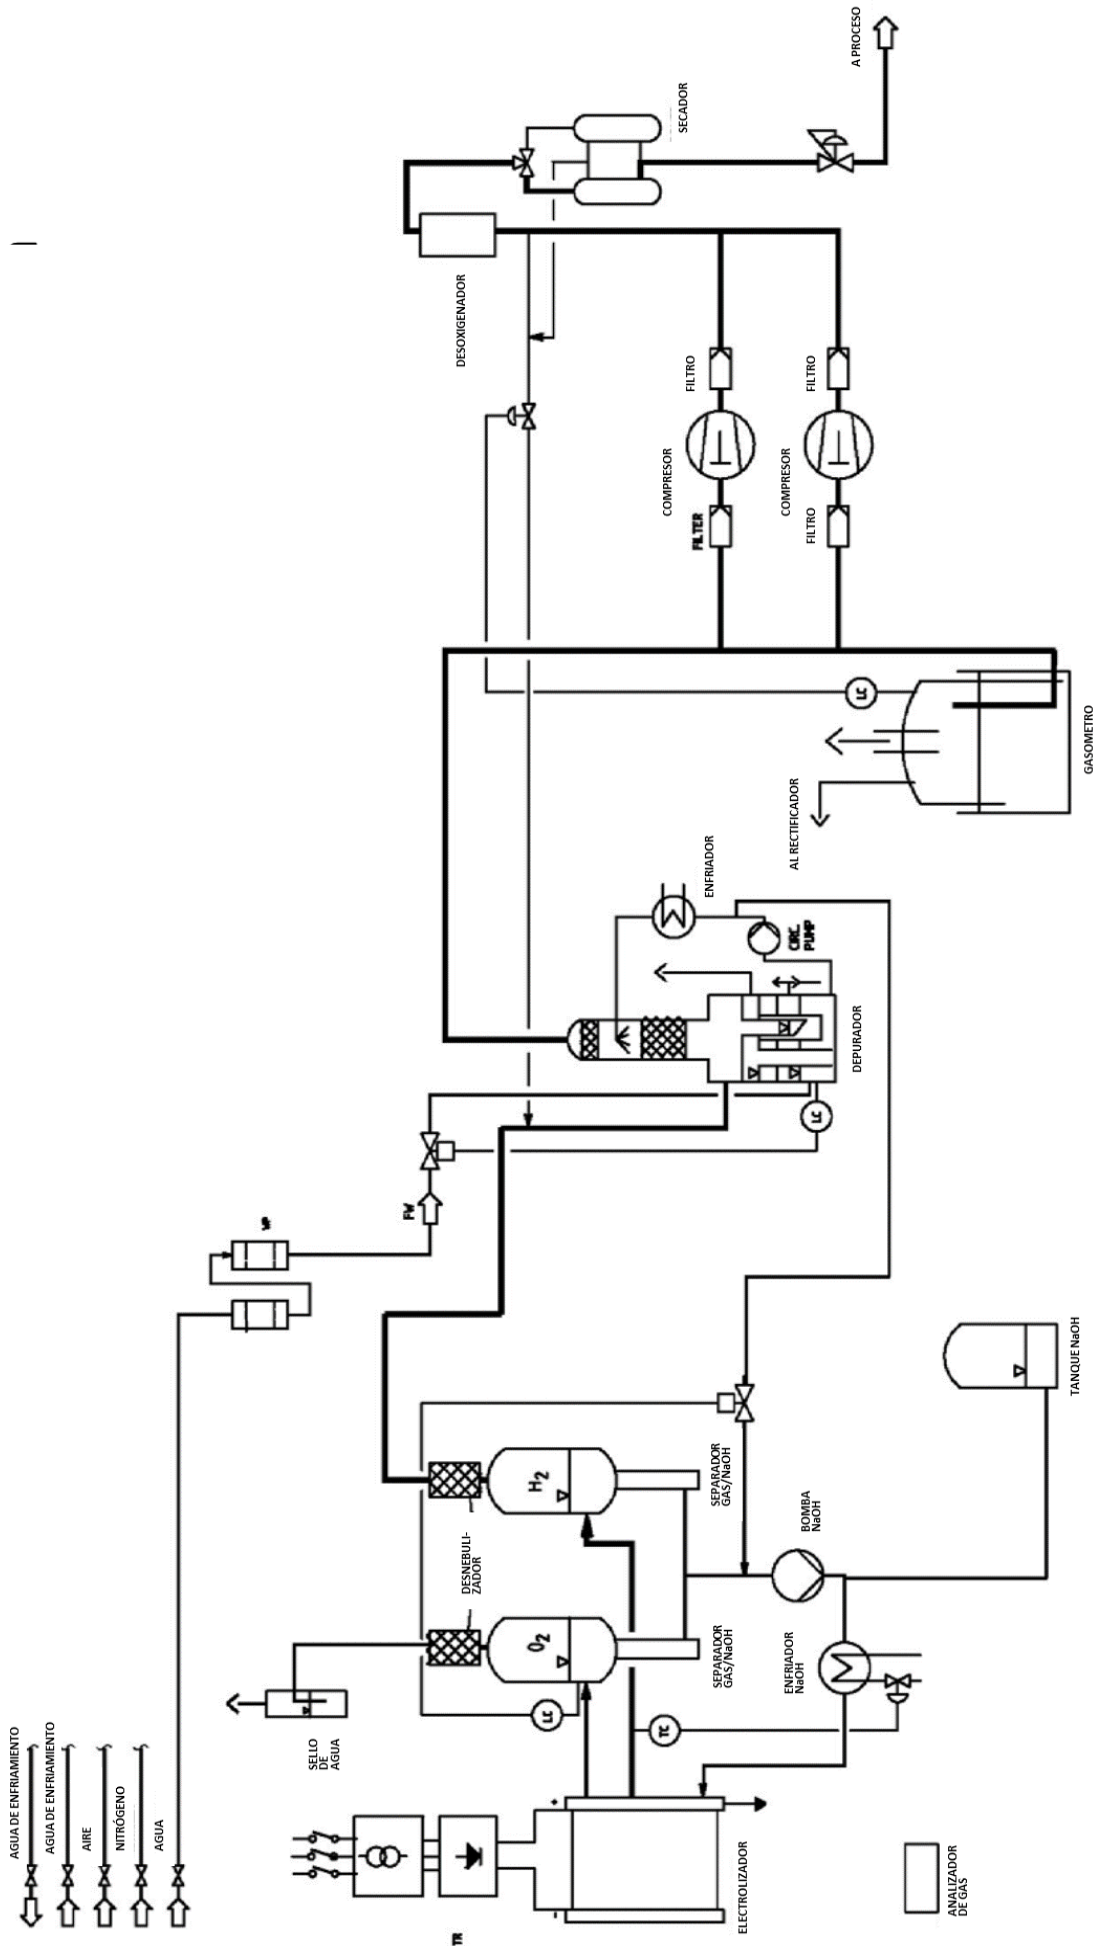 AGUA DE ENFRIAMIENTO
AGUA DE ENFRIAMIENTO
AIRE
NITRÓGENO
AGUA
TR
SELLO
DE
AGUA
+
-
ELECTROLIZADOR
ANALIZADOR
DE GAS
O2
H2
DESNEBULI-
ZADOR
LC
TC
SEPARADOR
GAS/NaOH
SEPARADOR
GAS/NaOH
ENFRIADOR
NaOH
BOMBA
NaOH
TANQUE NaOH
WP
FW
LC
DEPURADOR
CIRC.
PUMP
ENFRIADOR
AL RECTIFICADOR
LC
GASOMETRO
FILTER
COMPRESOR
FILTRO
FILTRO
COMPRESOR
FILTRO
DESOXIGENADOR
SECADOR
A PROCESO